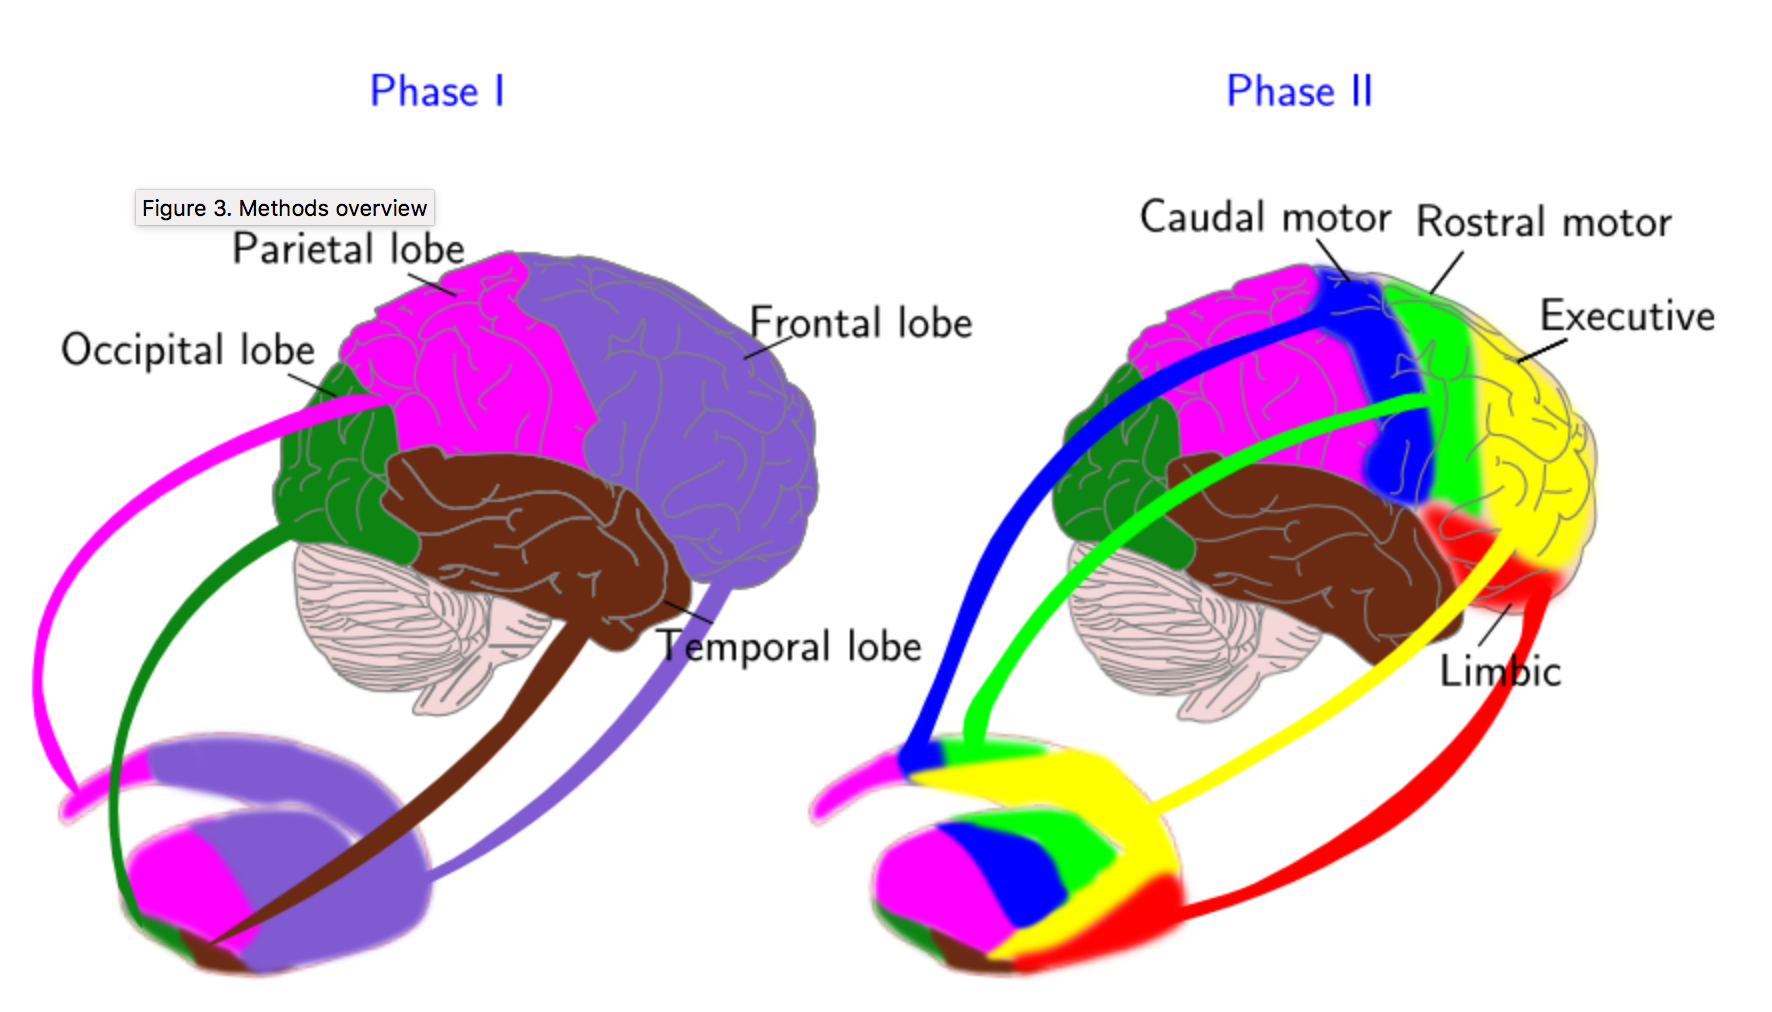 Phase I
Phase II
Figure 3. Methods overview
Parietal lobe
Occipital lobe
Frontal lobe
Temporal lobe
Caudal motor
Rostral motor
Executive
Limbic